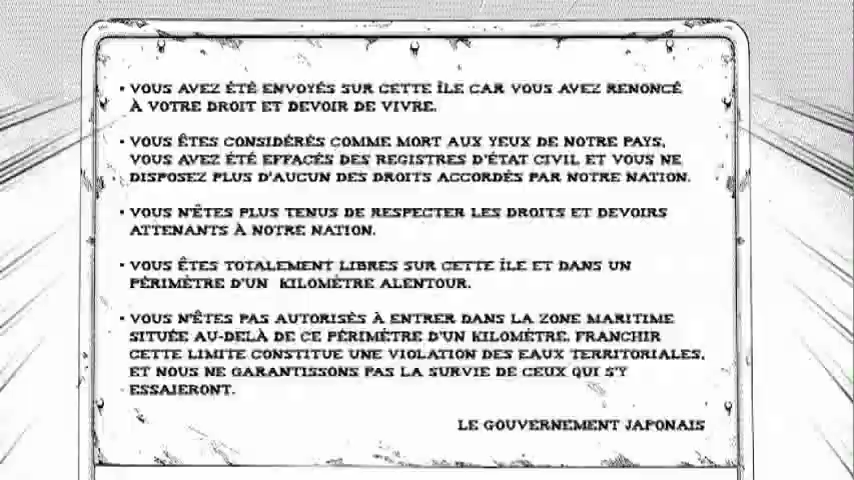 • VOUS AVEZ ÉTÉ ENVOYÉS SUR CETTE ÎLE CAR VOUS AVEZ RENONCÉ
À VOTRE DROIT ET DEVOIR DE VIVRE.
• VOUS ÊTES CONSIDÉRÉS COMME MORT AUX YEUX DE NOTRE PAYS,
VOUS AVEZ ÉTÉ EFFACÉS DES REGISTRES D'ÉTAT CIVIL ET VOUS NE
DISPOSEZ PLUS D'AUCUN DES DROITS ACCORDÉS PAR NOTRE NATION.
• VOUS N'ÊTES PLUS TENUS DE RESPECTER LES DROITS ET DEVOIRS
ATTENANTS À NOTRE NATION.
• VOUS ÊTES TOTALEMENT LIBRES SUR CETTE ÎLE ET DANS UN
PÉRIMÈTRE D'UN KILOMÈTRE ALENTOUR.
• VOUS N'ÊTES PAS AUTORISÉS À ENTRER DANS LA ZONE MARITIME
SITUÉE AU-DELÀ DE CE PÉRIMÈTRE D'UN KILOMÈTRE. FRANCHIR
CETTE LIMITE CONSTITUE UNE VIOLATION DES EAUX TERRITORIALES,
ET NOUS NE GARANTISSONS PAS LA SURVIE DE CEUX QUI S'Y
ESSAIERONT.
LE GOUVERNEMENT JAPONAIS